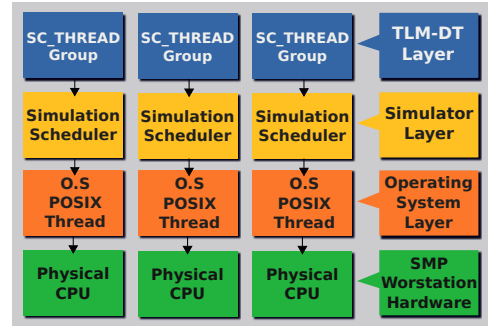 SC_THREAD
Group
SC_THREAD
Group
SC_THREAD
Group
TLM-DT
Layer
Simulation
Scheduler
Simulation
Scheduler
Simulation
Scheduler
Simulator
Layer
O.S
POSIX
Thread
O.S
POSIX
Thread
O.S
POSIX
Thread
Operating
System
Layer
Physical
CPU
Physical
CPU
Physical
CPU
SMP
Worstation
Hardware